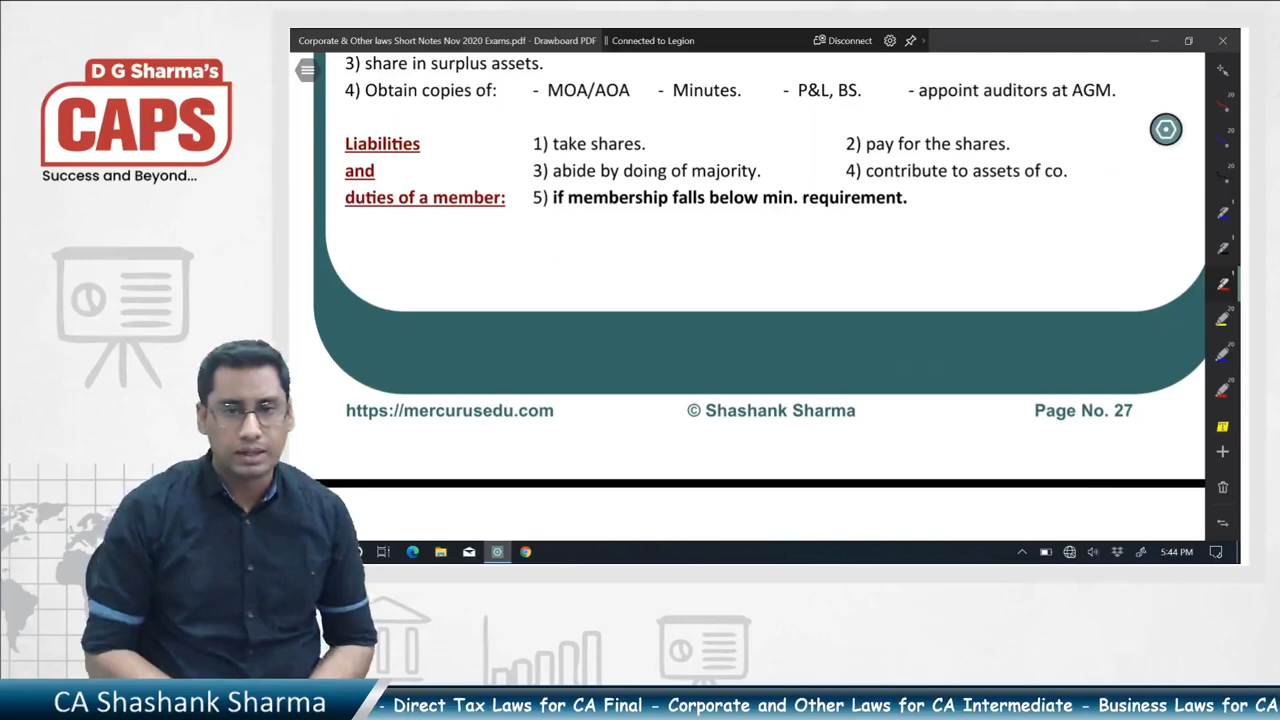 D G Sharma's
CAPS
Success and Beyond...
Corporate & Other laws Short Notes Nov 2020 Exams.pdf - Drawboard PDF
Connected to Legion
Disconnect
3) share in surplus assets.
4) Obtain copies of: - MOA/AOA - Minutes. - P&L, BS. - appoint auditors at AGM.
Liabilities 1) take shares. 2) pay for the shares.
and 3) abide by doing of majority. 4) contribute to assets of co.
duties of a member: 5) if membership falls below min. requirement.
https://mercurusedu.com © Shashank Sharma Page No. 27
5:44 PM
CA Shashank Sharma
- Direct Tax Laws for CA Final - Corporate and Other Laws for CA Intermediate - Business Laws for CA